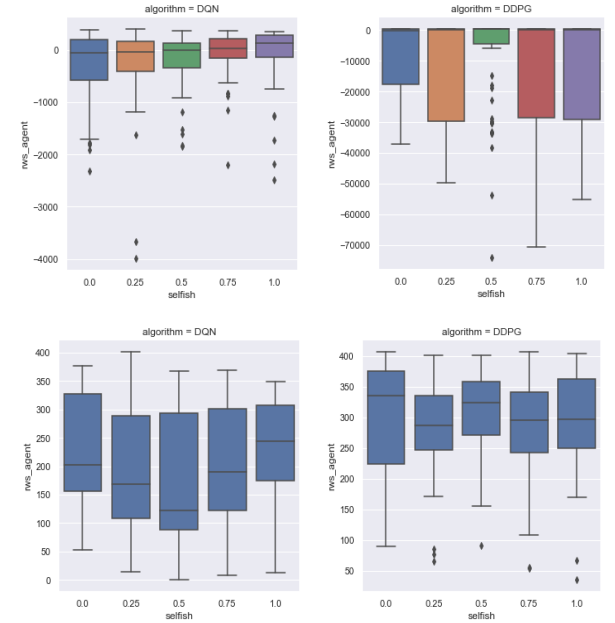 algorithm = DQN
rws_agent
0
−1000
−2000
−3000
−4000
0.0 0.25 0.5 0.75 1.0
selfish
algorithm = DDPG
rws_agent
0
−10000
−20000
−30000
−40000
−50000
−60000
−70000
0.0 0.25 0.5 0.75 1.0
selfish
algorithm = DQN
rws_agent
400
350
300
250
200
150
100
50
0
0.0 0.25 0.5 0.75 1.0
selfish
algorithm = DDPG
rws_agent
400
350
300
250
200
150
100
50
0.0 0.25 0.5 0.75 1.0
selfish